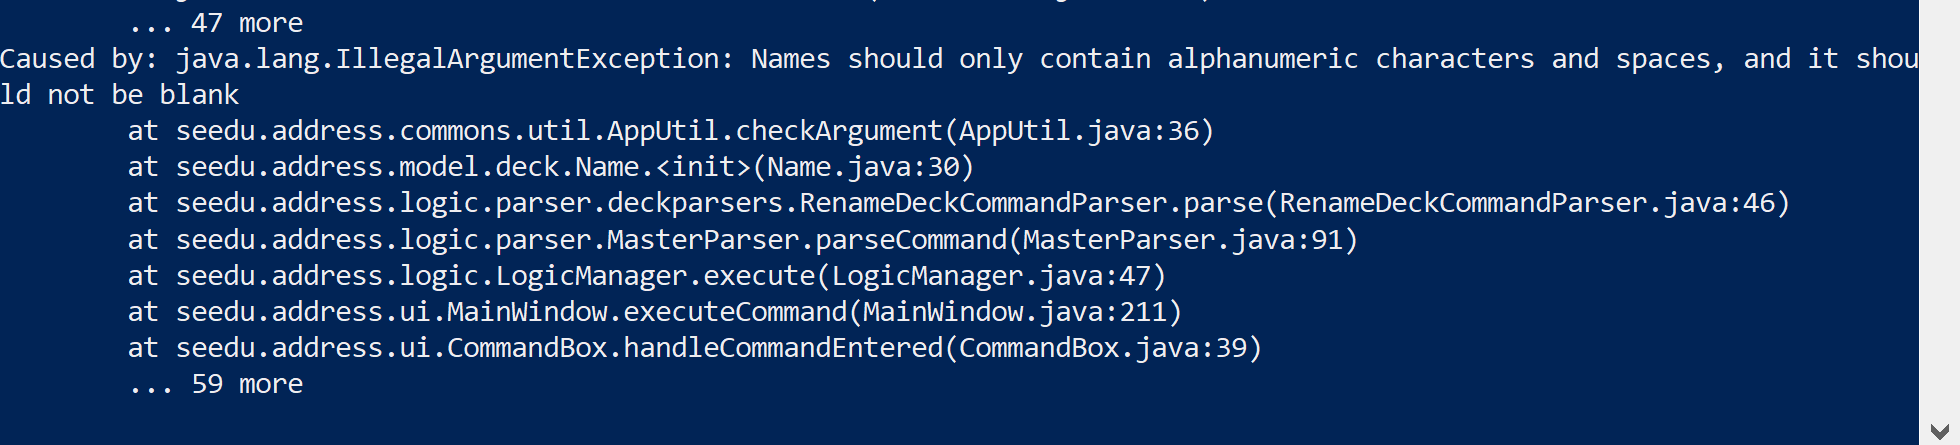 ... 47 more
Caused by: java.lang.IllegalArgumentException: Names should only contain alphanumeric characters and spaces, and it shou
ld not be blank
at seedu.address.commons.util.AppUtil.checkArgument(AppUtil.java:36)
at seedu.address.model.deck.Name.<init>(Name.java:30)
at seedu.address.logic.parser.deckparsers.RenameDeckCommandParser.parse(RenameDeckCommandParser.java:46)
at seedu.address.logic.parser.MasterParser.parseCommand(MasterParser.java:91)
at seedu.address.logic.LogicManager.execute(LogicManager.java:47)
at seedu.address.ui.MainWindow.executeCommand(MainWindow.java:211)
at seedu.address.ui.CommandBox.handleCommandEntered(CommandBox.java:39)
... 59 more